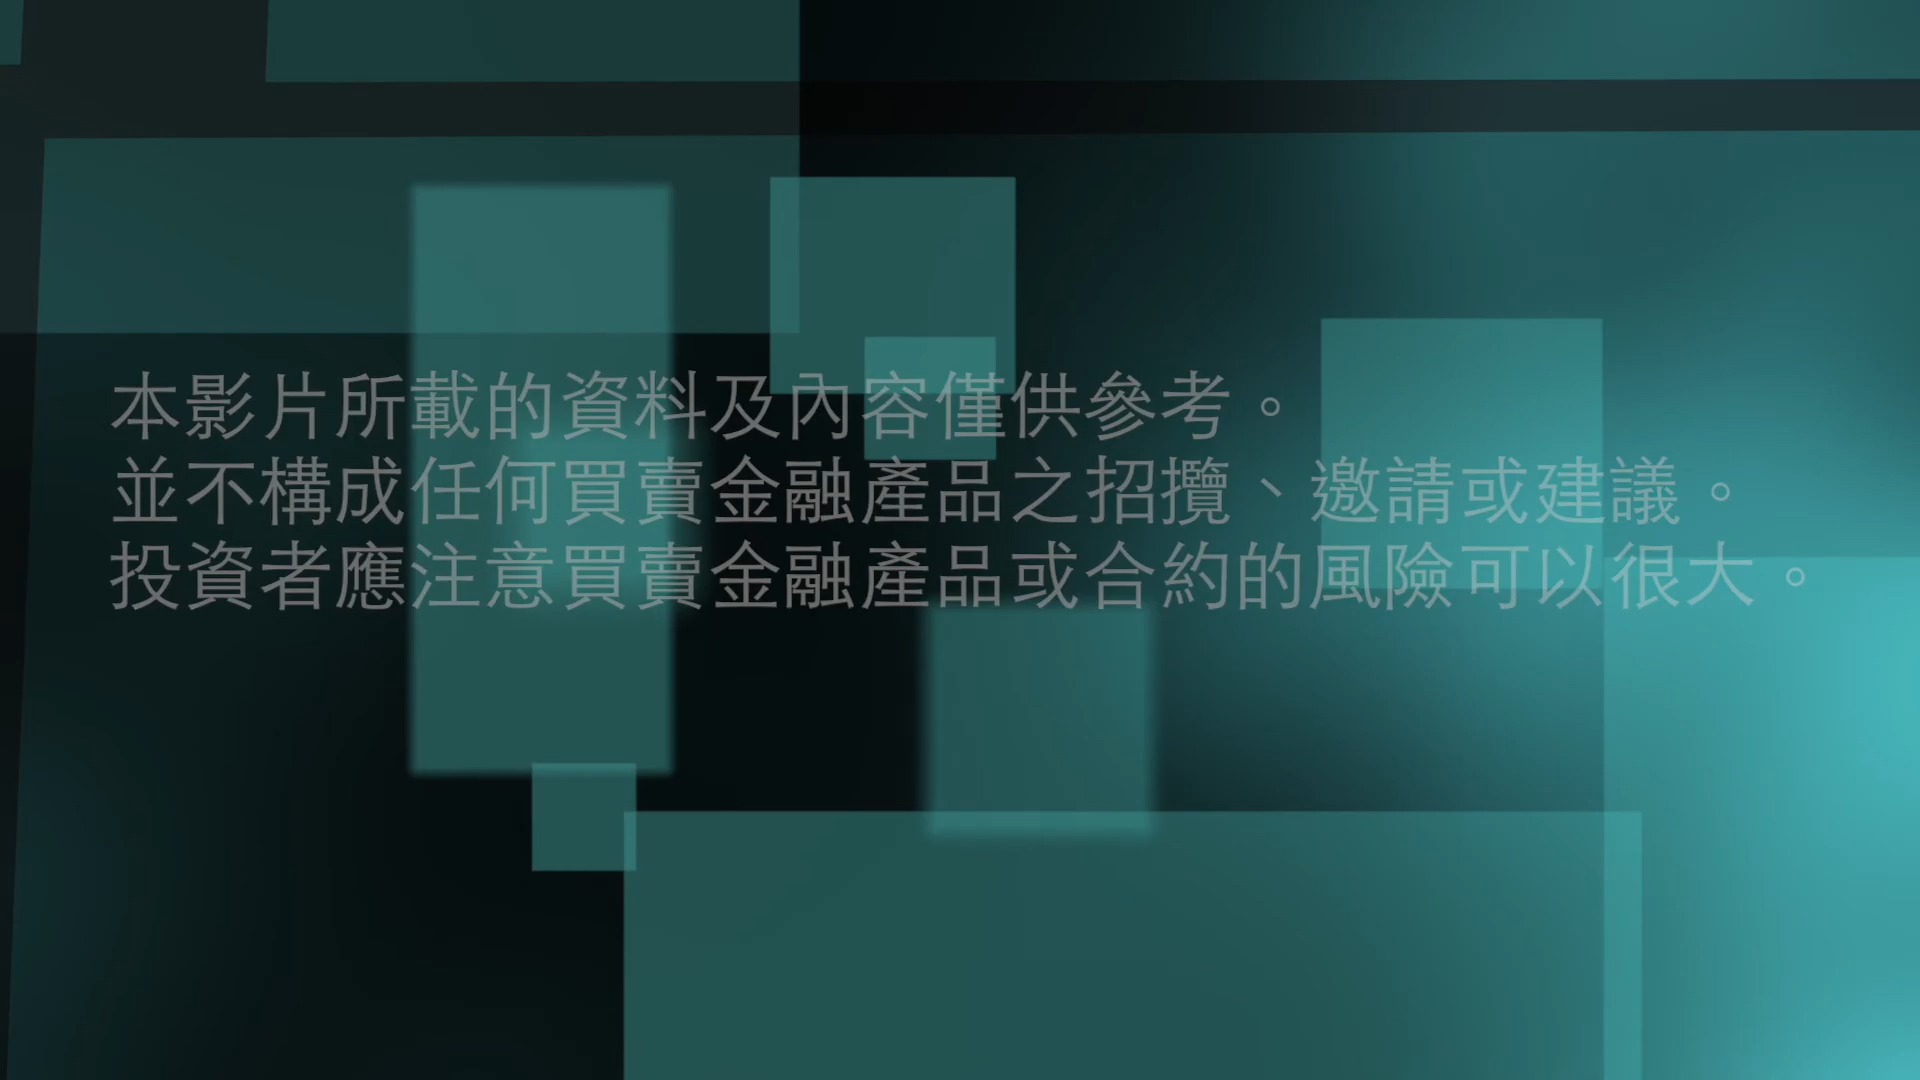 本影片所載的資料及內容僅供參考。
並不構成任何買賣金融產品之招攬、邀請或建議。
投資者應注意買賣金融產品或合約的風險可以很大。